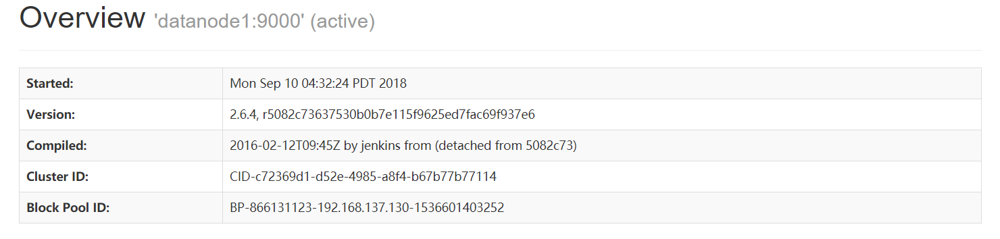 Overview 'datanode1:9000' (active)
Started: Mon Sep 10 04:32:24 PDT 2018
Version: 2.6.4, r5082c73637530b0b7e115f9625ed7fac69f937e6
Compiled: 2016-02-12T09:45Z by jenkins from (detached from 5082c73)
Cluster ID: CID-c72369d1-d52e-4985-a8f4-b67b77b77114
Block Pool ID: BP-866131123-192.168.137.130-1536601403252